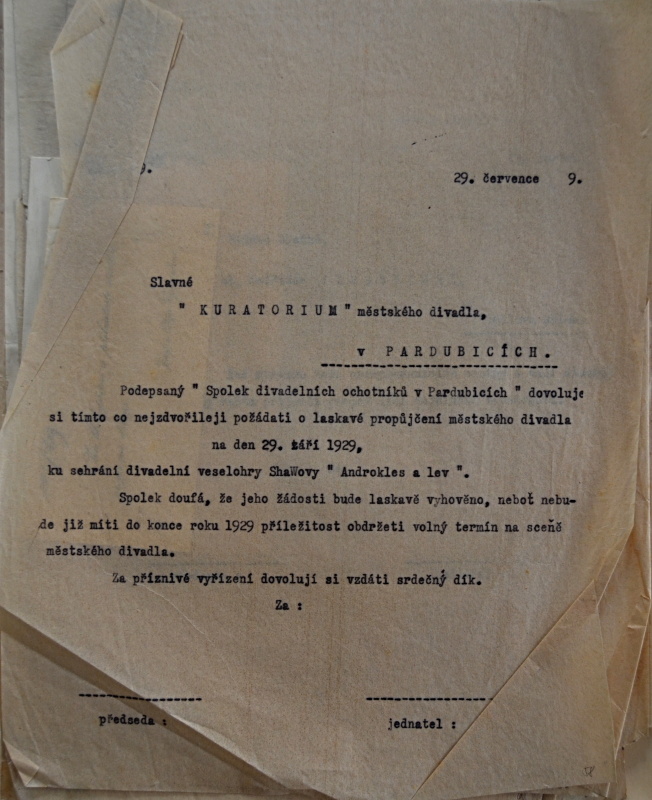 9.
29. července 9.
Slavné
" KURATORIUM " městského divadla,
v PARDUBICÍCH.
Podepsaný " Spolek divadelních ochotníků v Pardubicích " dovoluje
si tímto co nejzdvořileji požádati o laskavé propůjčení městského divadla
na den 29. září 1929,
ku sehrání divadelní veselohry ShaWovy " Androkles a lev ".
Spolek doufá, že jeho žádosti bude laskavě vyhověno, neboť nebu-
de již míti do konce roku 1929 příležitost obdržeti volný termín na sceně
městského divadla.
Za příznivé vyřízení dovolují si vzdáti srdečný dík.
Za :
předseda :
jednatel :